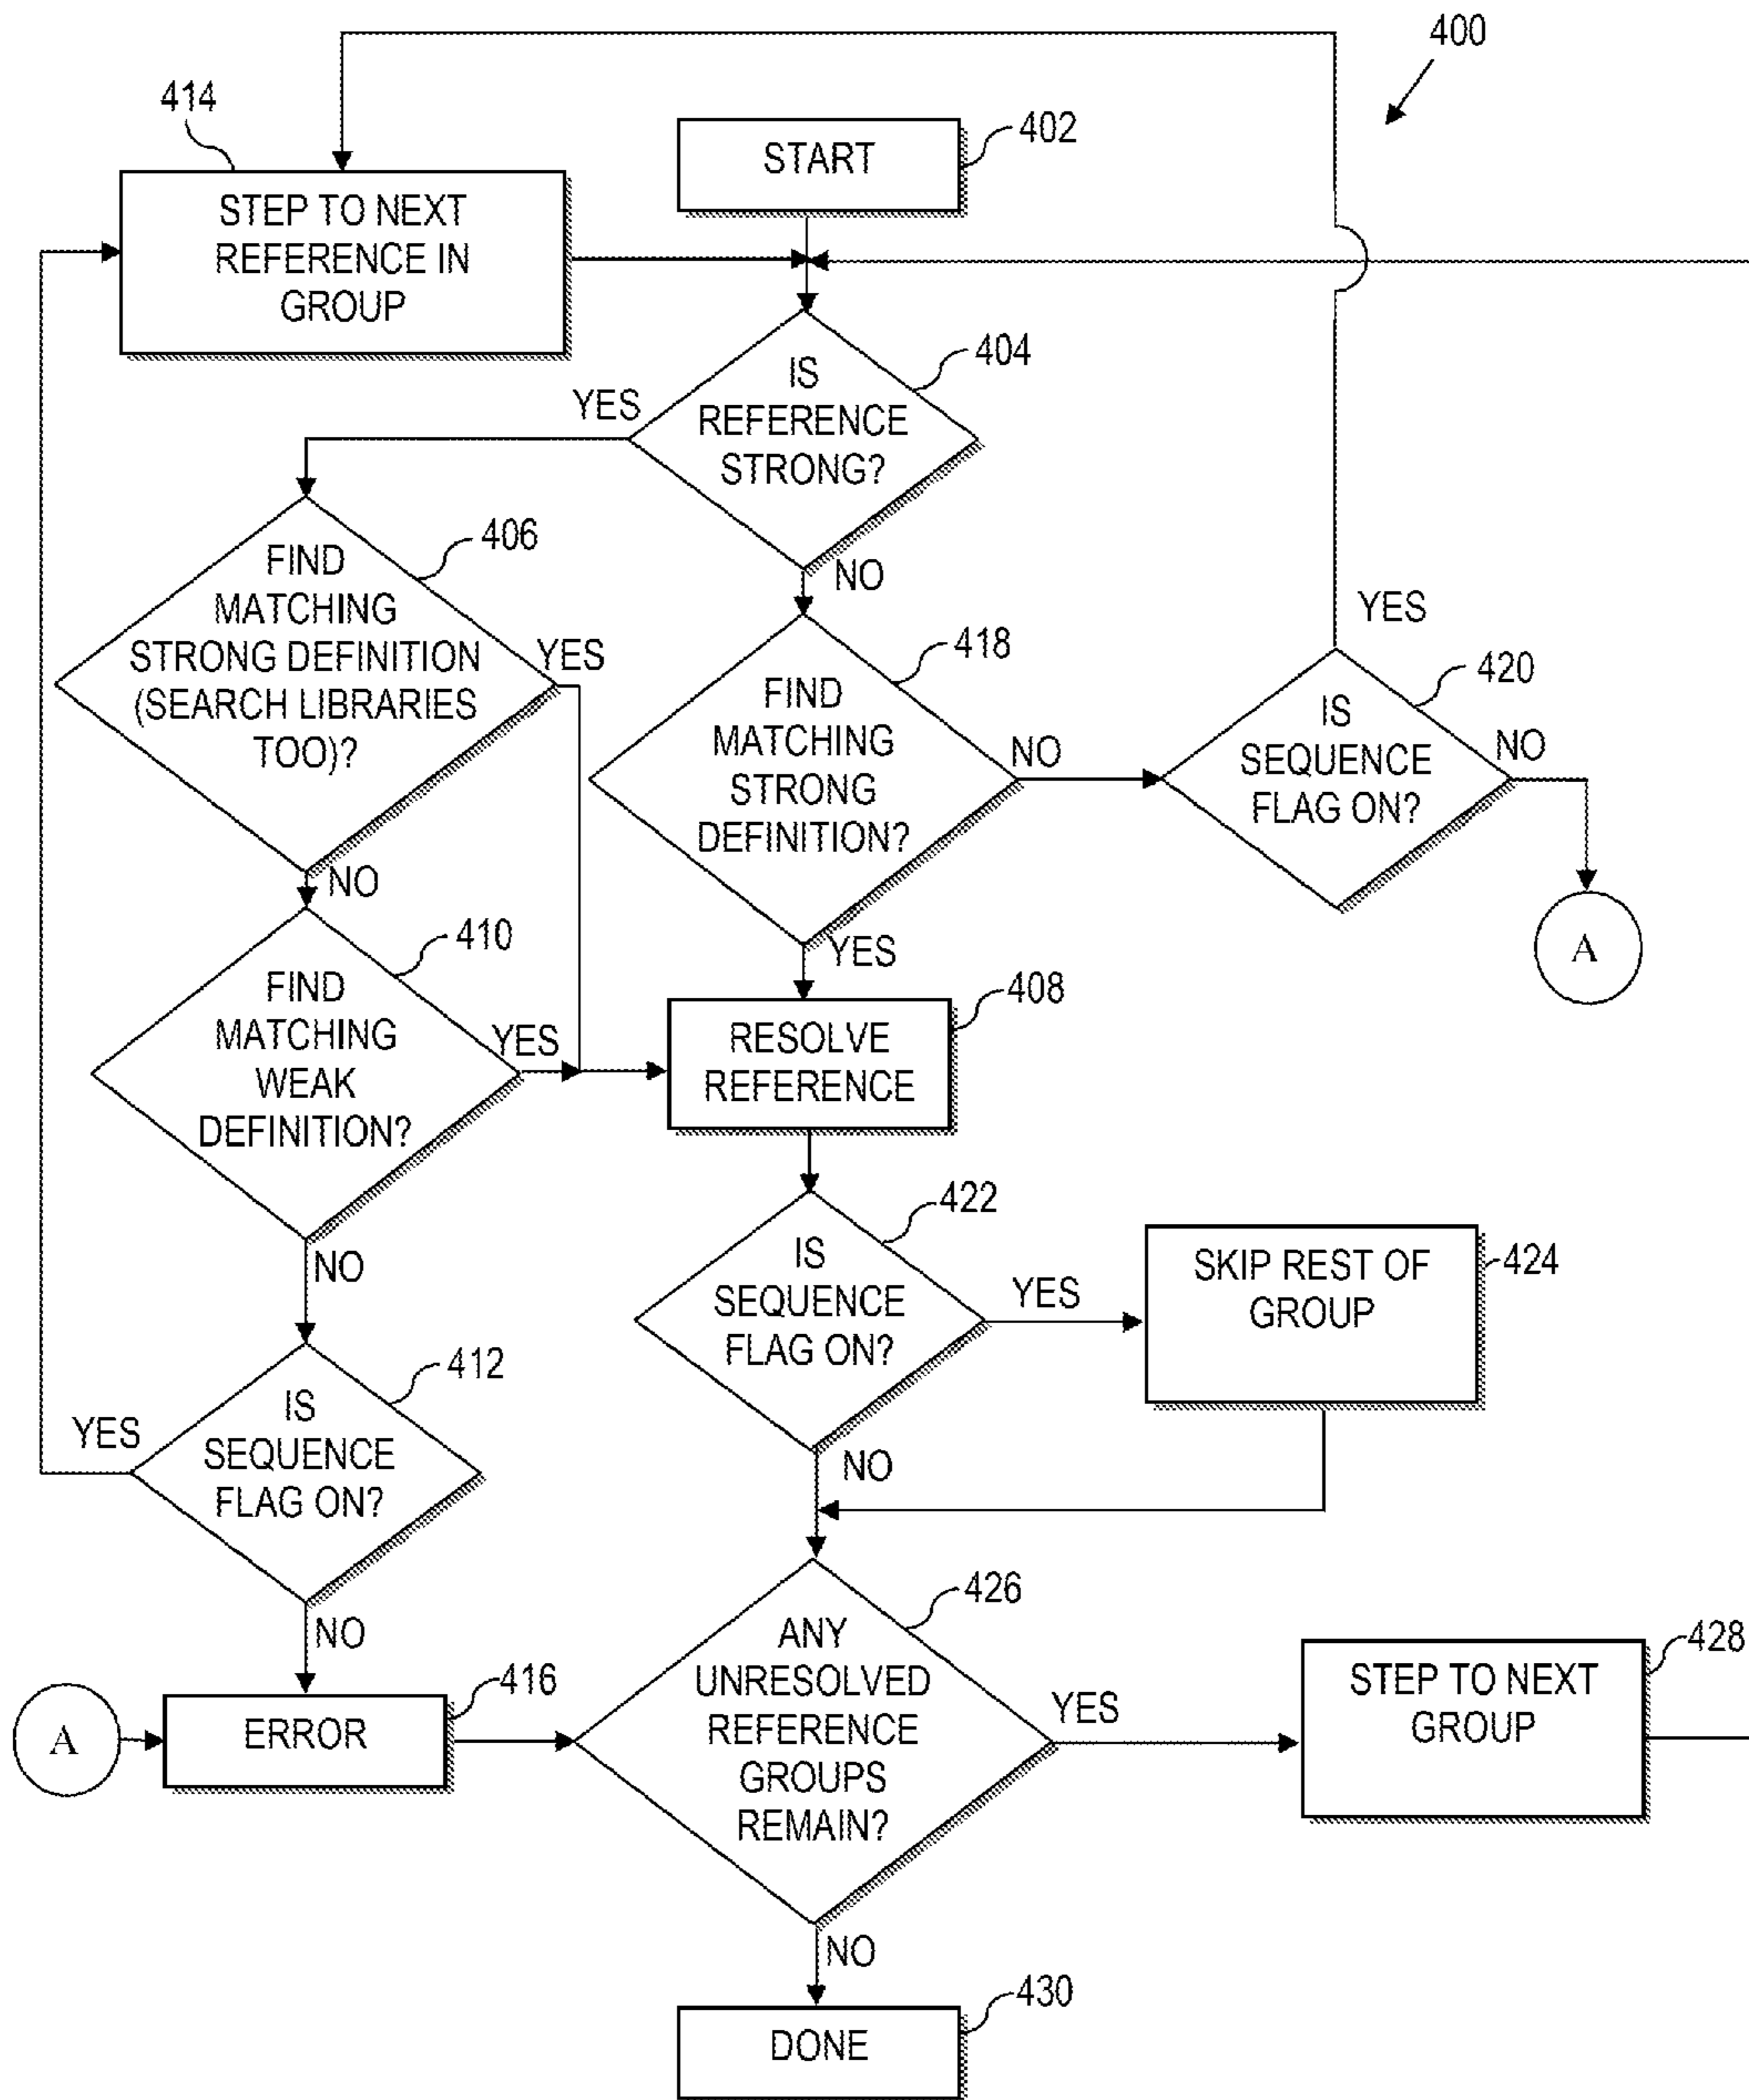 400
414
402
START
STEP TO NEXT
REFERENCE IN
GROUP
404
IS
REFERENCE
STRONG?
YES
NO
406
FIND
MATCHING
STRONG DEFINITION
(SEARCH LIBRARIES
TOO)?
YES
NO
418
FIND
MATCHING
STRONG
DEFINITION?
NO
YES
420
YES
IS
SEQUENCE
FLAG ON?
NO
A
410
FIND
MATCHING
WEAK
DEFINITION?
YES
NO
408
RESOLVE
REFERENCE
422
IS
SEQUENCE
FLAG ON?
YES
NO
424
SKIP REST OF
GROUP
412
IS
SEQUENCE
FLAG ON?
YES
NO
A
416
ERROR
426
ANY
UNRESOLVED
REFERENCE
GROUPS
REMAIN?
YES
NO
428
STEP TO NEXT
GROUP
430
DONE